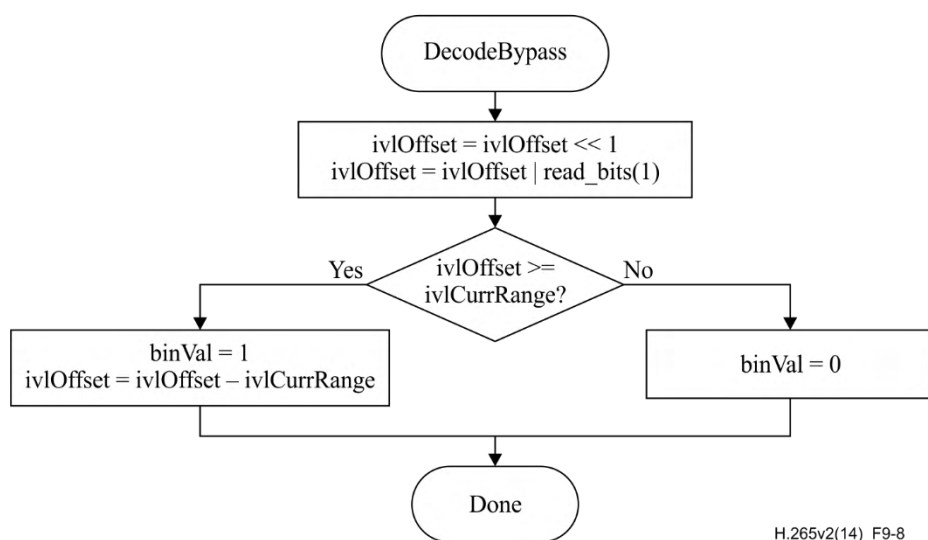 DecodeBypass
ivlOffset = ivlOffset << 1
ivlOffset = ivlOffset | read_bits(1)
Yes
ivlOffset >=
ivlCurrRange?
No
binVal = 1
ivlOffset = ivlOffset – ivlCurrRange
binVal = 0
Done
H.265v2(14)_F9-8